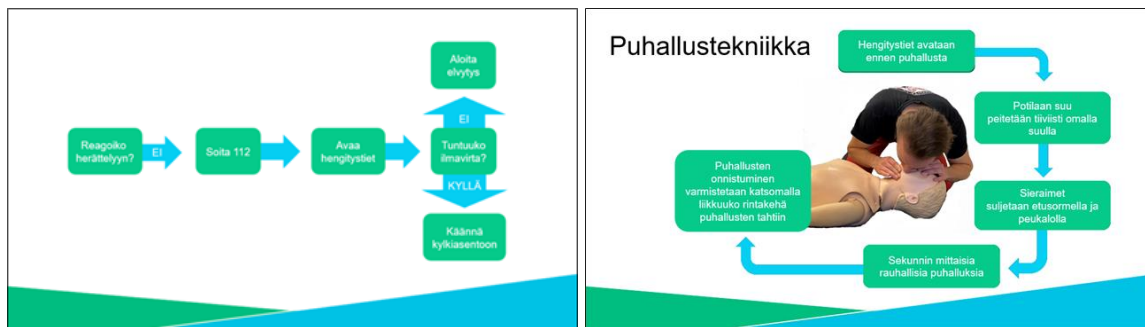 Aloita
elvytys
EI
Reagoiko
herättelyyn?
EI
Soita 112
Avaa
hengitystiet
Tuntuuko
ilmavirta?
KYLLÄ
Käännä
kylkiasentoon
Puhallustekniikka
Hengitystiet avataan
ennen puhallusta
Potilaan suu
peitetään tiiviisti omalla
suulla
Sieraimet
suljetaan etusormella ja
peukalolla
Sekunnin mittaisia
rauhallisia puhalluksia
Puhallusten
onnistuminen
varmistetaan katsomalla
liikkuuko rintakehä
puhallusten tahtiin